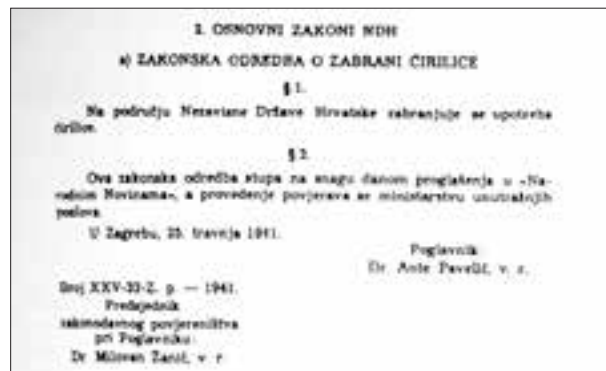 2. OSNOVNI ZAKONI NDH
a) ZAKONSKA ODREDBA O ZABRANI ĆIRILICE
§ 1.
Na području Nezavisne Države Hrvatske zabranjuje se upotreba
ćirilice.
§ 2.
Ova zakonska odredba stupa na snagu danom proglašenja u »Na-
rodnim Novinama«, a provedenje povjerava se ministarstvu unutrašnjih
poslova.
U Zagrebu, 25. travnja 1941.
Poglavnik
Dr. Ante Pavelić, v. r.
Broj XXV-33-Z. p. — 1941.
Predsjednik
zakonodavnog povjereništva
pri Poglavniku:
Dr Milovan Žanić, v. r